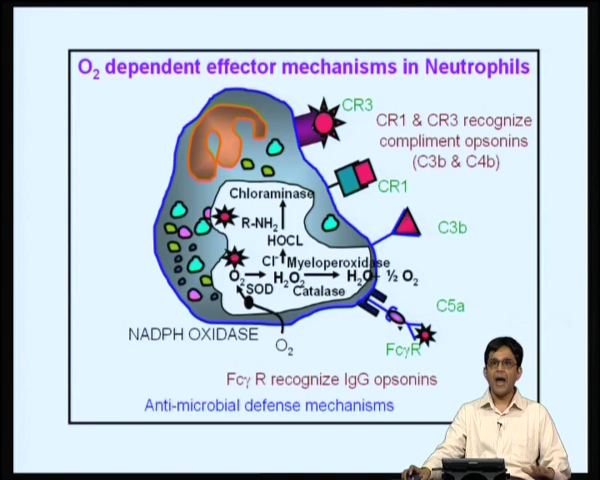 O2 dependent effector mechanisms in Neutrophils
CR3
CR1 & CR3 recognize
compliment opsonins
(C3b & C4b)
CR1
Chloraminase
R-NH2
C3b
HOCL
Cl- Myeloperoxidase
O2- H2O2 H2O+ ½ O2
SOD Catalase
C5a
NADPH OXIDASE
O2
FcγR
Fcγ R recognize IgG opsonins
Anti-microbial defense mechanisms